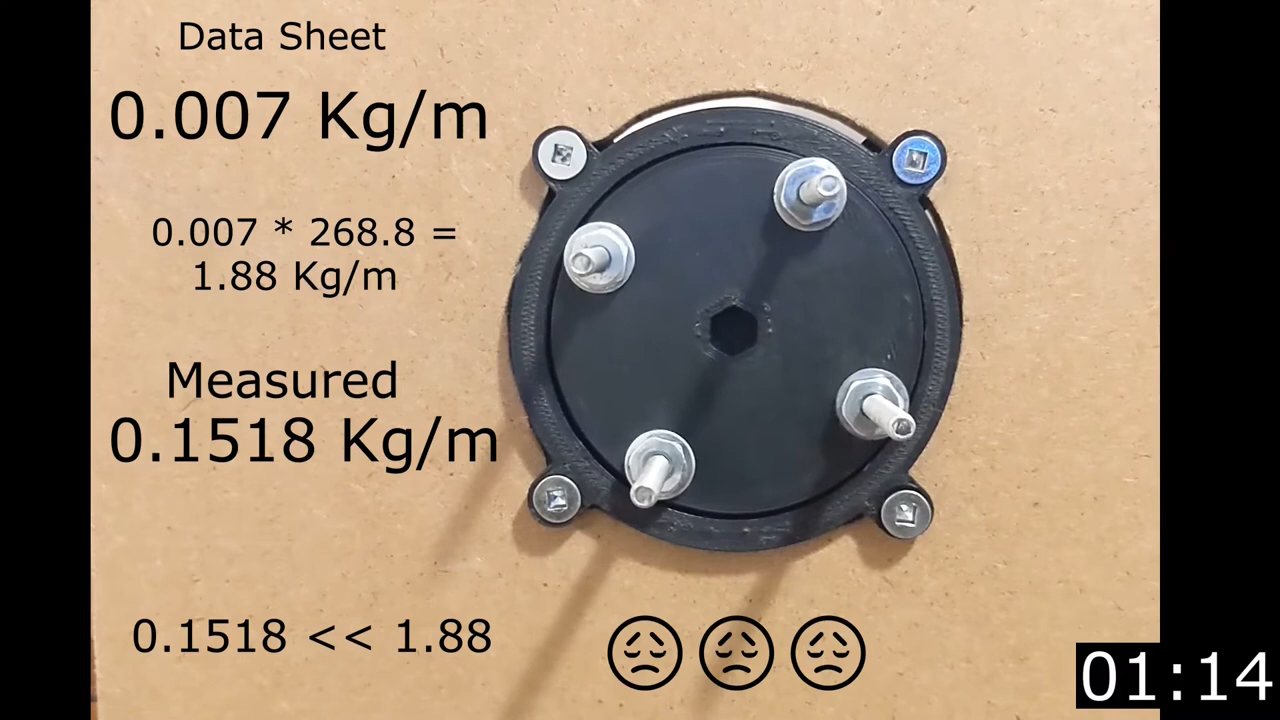 Data Sheet
0.007 Kg/m
0.007 * 268.8 =
1.88 Kg/m
Measured
0.1518 Kg/m
0.1518 << 1.88
01:14